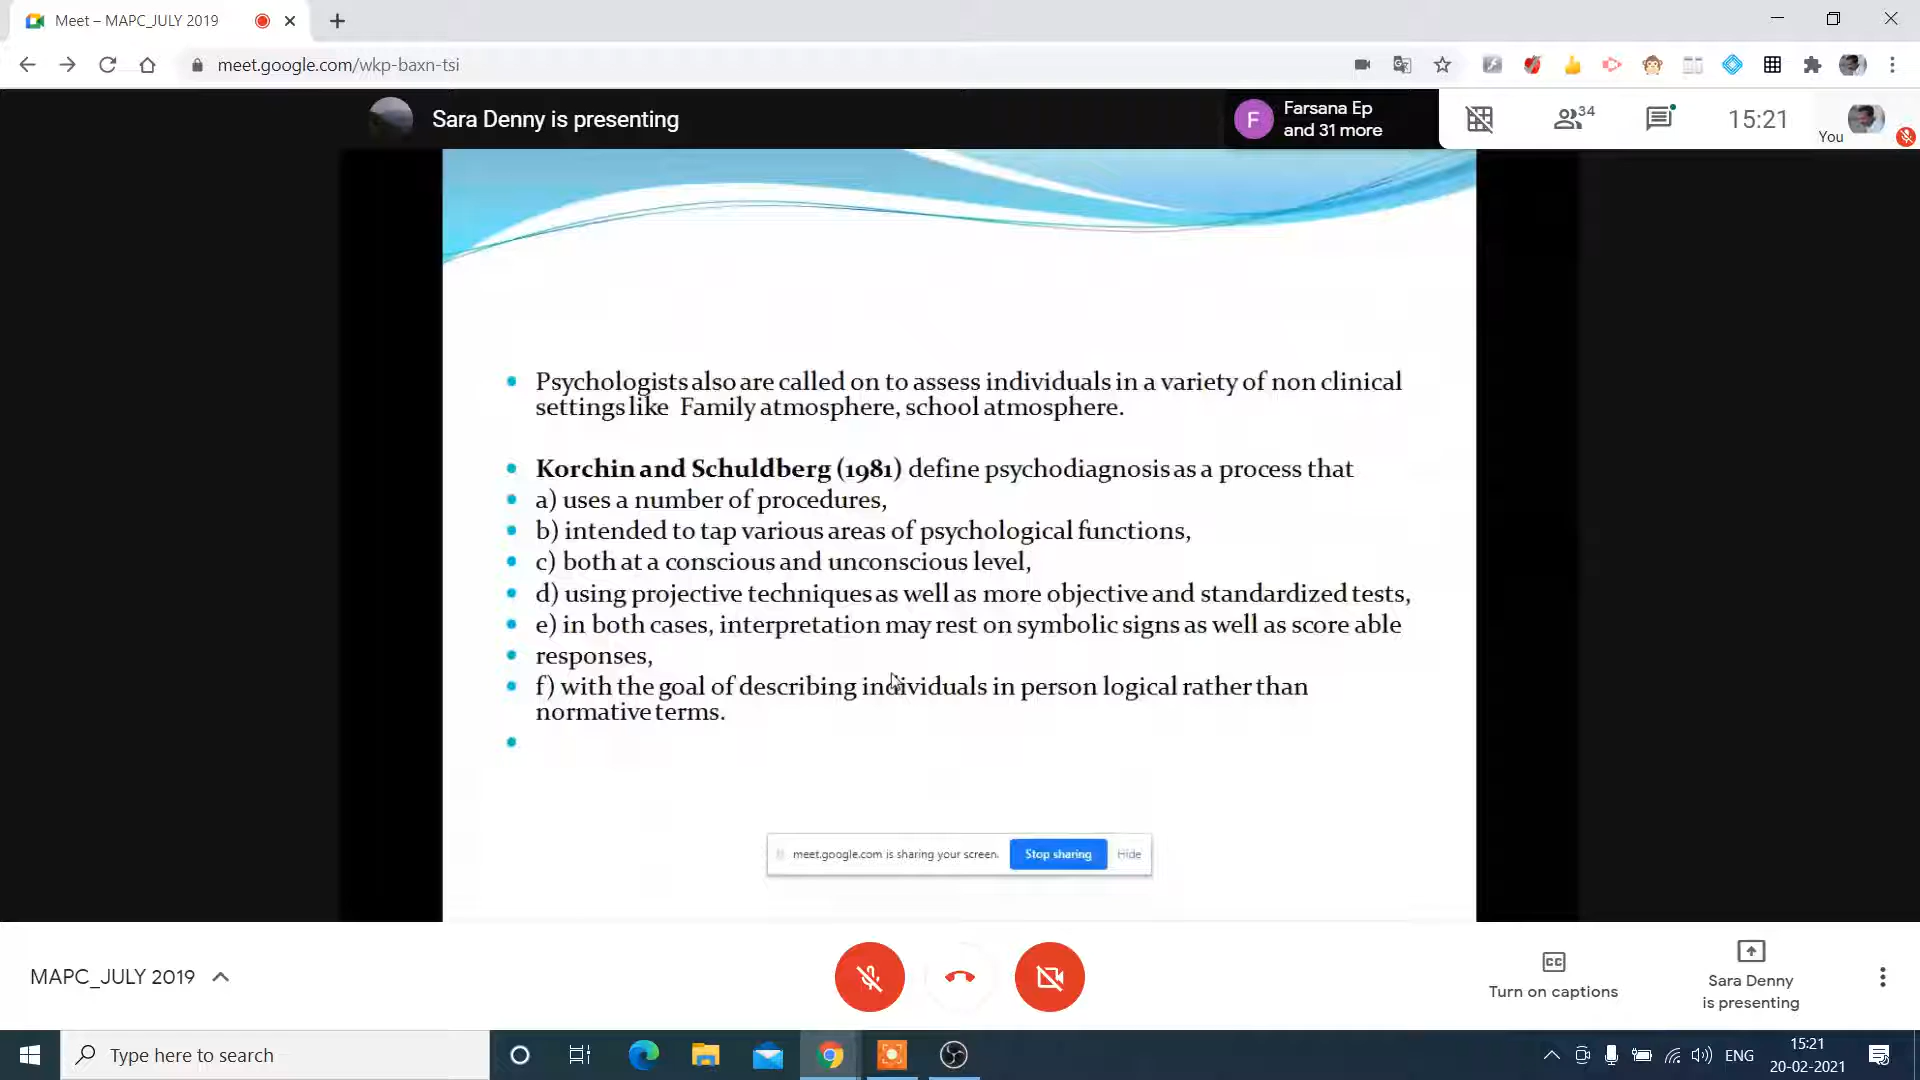 Meet – MAPC_JULY 2019
meet.google.com/wkp-baxn-tsi
Sara Denny is presenting
F
Farsana Ep
and 31 more
34
15:21
You
Psychologists also are called on to assess individuals in a variety of non clinical
settings like Family atmosphere, school atmosphere.
Korchin and Schuldberg (1981) define psychodiagnosis as a process that
a) uses a number of procedures,
b) intended to tap various areas of psychological functions,
c) both at a conscious and unconscious level,
d) using projective techniques as well as more objective and standardized tests,
e) in both cases, interpretation may rest on symbolic signs as well as score able
responses,
f) with the goal of describing individuals in person logical rather than
normative terms.
meet.google.com is sharing your screen.
Stop sharing
Hide
MAPC_JULY 2019
CC
Turn on captions
Sara Denny
is presenting
Type here to search
ENG
15:21
20-02-2021